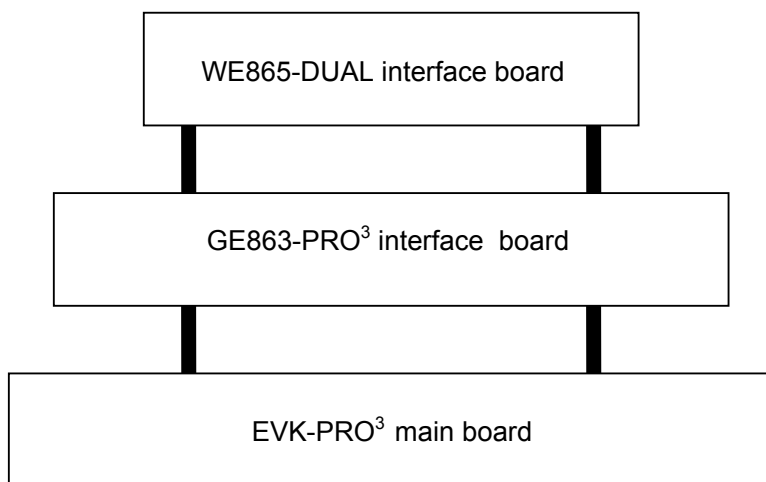 WE865-DUAL interface board
GE863-PRO³ interface board
EVK-PRO³ main board